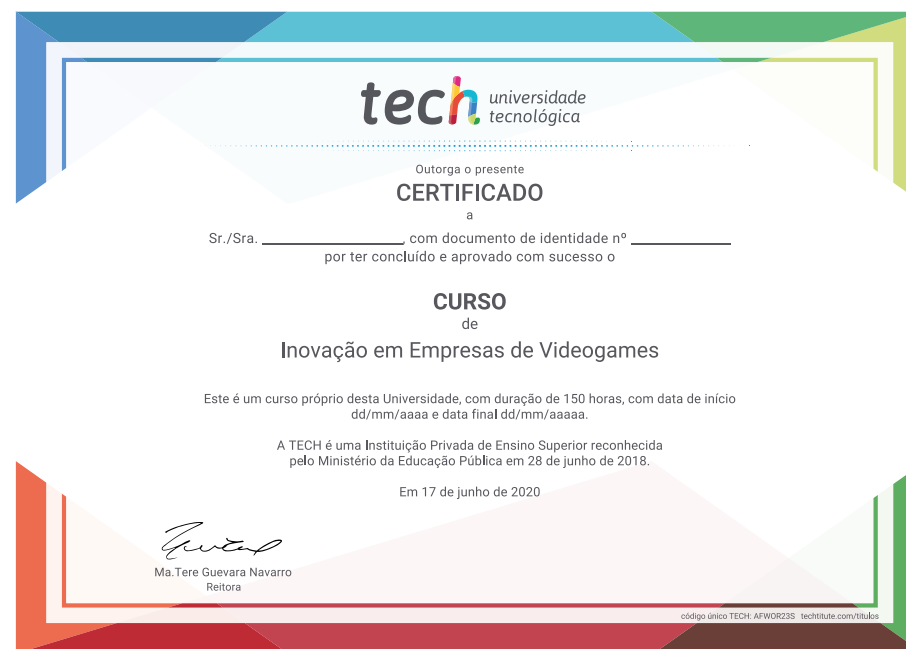 tech universidade
tecnológica
Outorga o presente
CERTIFICADO
a
Sr./Sra. ________________, com documento de identidade nº ____________
por ter concluído e aprovado com sucesso o
CURSO
de
Inovação em Empresas de Videogames
Este é um curso próprio desta Universidade, com duração de 150 horas, com data de início
dd/mm/aaaa e data final dd/mm/aaaaa.
A TECH é uma Instituição Privada de Ensino Superior reconhecida
pelo Ministério da Educação Pública em 28 de junho de 2018.
Em 17 de junho de 2020
Ma.Tere Guevara Navarro
Reitora
código único TECH: AFWOR23S techtitute.com/titulos